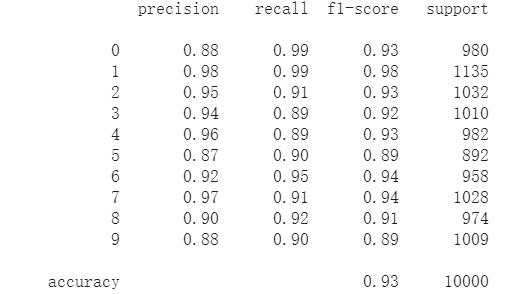 precision recall f1-score support
0 0.88 0.99 0.93 980
1 0.98 0.99 0.98 1135
2 0.95 0.91 0.93 1032
3 0.94 0.89 0.92 1010
4 0.96 0.89 0.93 982
5 0.87 0.90 0.89 892
6 0.92 0.95 0.94 958
7 0.97 0.91 0.94 1028
8 0.90 0.92 0.91 974
9 0.88 0.90 0.89 1009
accuracy 0.93 10000